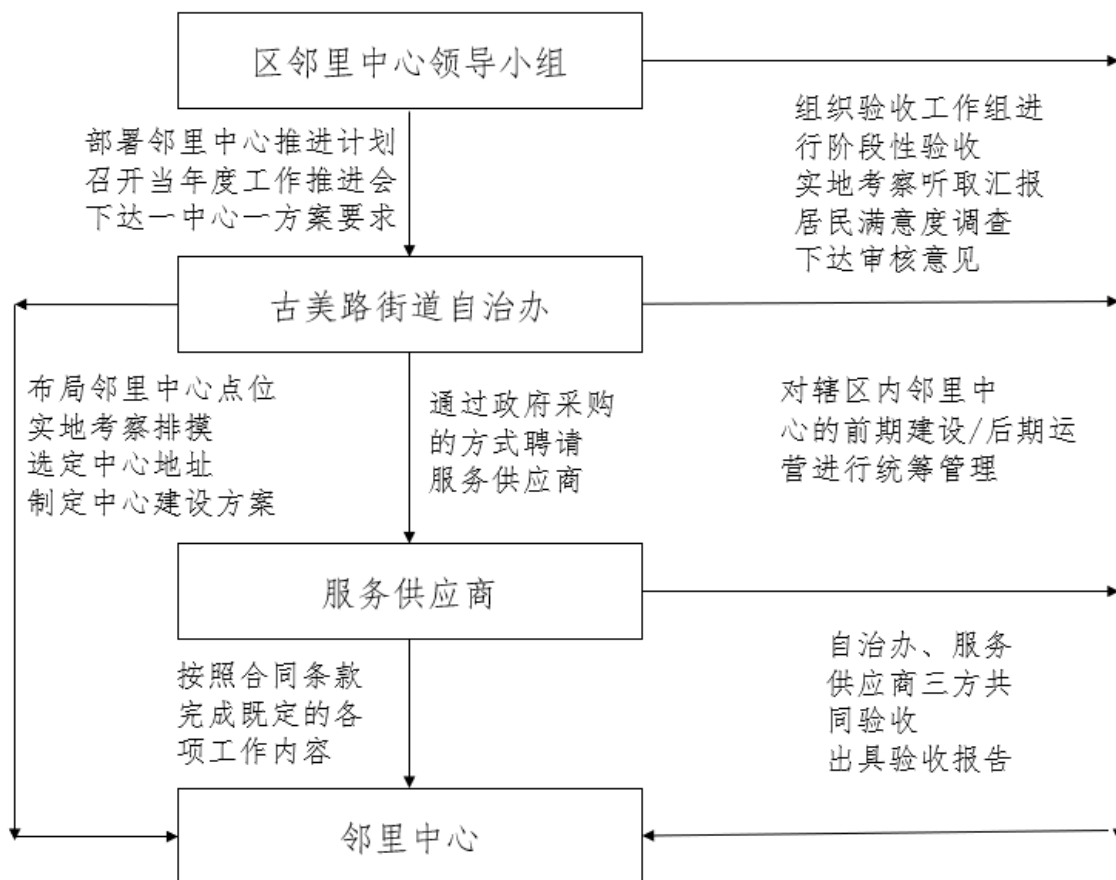 区邻里中心领导小组
部署邻里中心推进计划
召开当年度工作推进会
下达一中心一方案要求
组织验收工作组进
行阶段性验收
实地考察听取汇报
居民满意度调查
下达审核意见
古美路街道自治办
布局邻里中心点位
实地考察排摸
选定中心地址
制定中心建设方案
通过政府采购
的方式聘请
服务供应商
对辖区内邻里中
心的前期建设/后期运
营进行统筹管理
服务供应商
按照合同条款
完成既定的各
项工作内容
自治办、服务
供应商三方共
同验收
出具验收报告
邻里中心